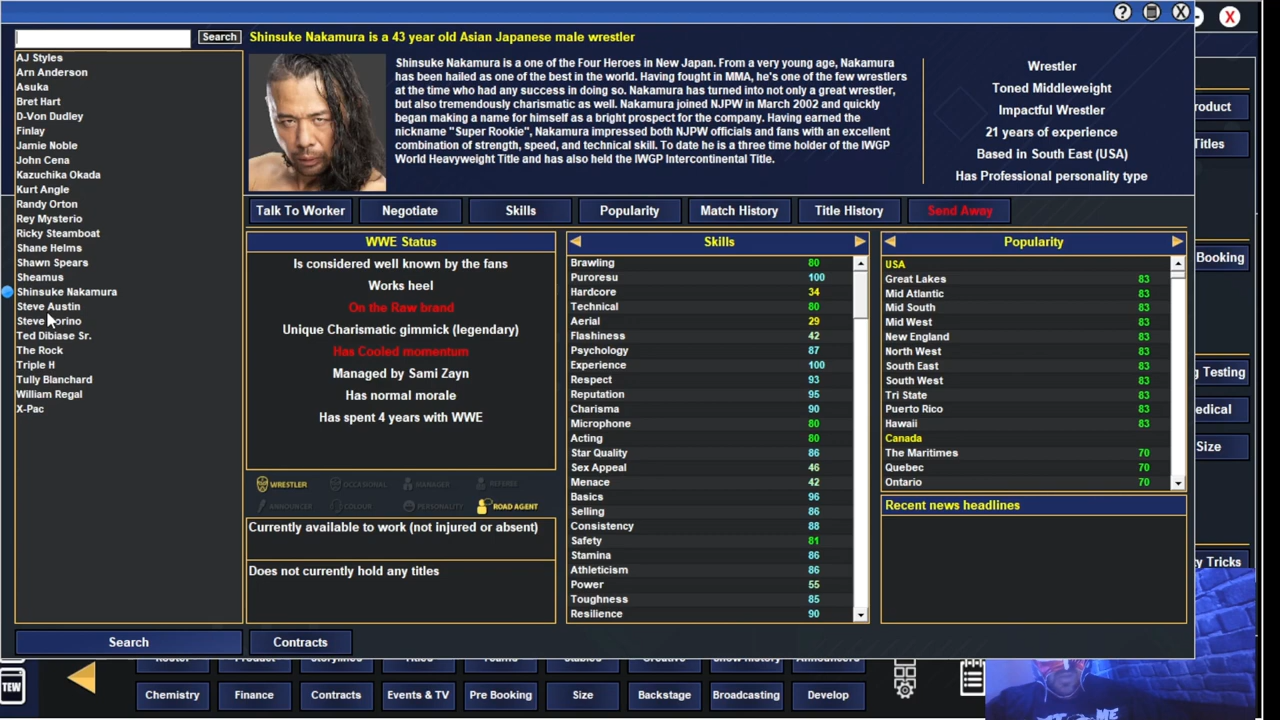 Search
Shinsuke Nakamura is a 43 year old Asian Japanese male wrestler
AJ Styles
Arn Anderson
Asuka
Bret Hart
D-Von Dudley
Finlay
Jamie Noble
John Cena
Kazuchika Okada
Kurt Angle
Randy Orton
Rey Mysterio
Ricky Steamboat
Shane Helms
Shawn Spears
Sheamus
Shinsuke Nakamura
Steve Austin
Steve
Ted Dibiase Sr.
The Rock
Triple H
Tully Blanchard
William Regal
X-Pac
Shinsuke Nakamura is a one of the Four Heroes in New Japan. From a very young age, Nakamura
has been hailed as one of the best in the world. Having fought in MMA, he's one of the few wrestlers
at the time who had any success in doing so. Nakamura has turned into not only a great wrestler,
but also tremendously charismatic as well. Nakamura joined NJPW in March 2002 and quickly
began making a name for himself as a bright prospect for the company. Having earned the
nickname "Super Rookie", Nakamura impressed both NJPW officials and fans with an excellent
combination of strength, speed, and technical skill. To date he is a three time holder of the IWGP
World Heavyweight Title and has also held the IWGP Intercontinental Title.
Wrestler
Toned Middleweight
Impactful Wrestler
21 years of experience
Based in South East (USA)
Has Professional personality type
Talk To Worker
Negotiate
Skills
Popularity
Match History
Title History
Send Away
WWE Status
Is considered well known by the fans
Works heel
On the Raw brand
Unique Charismatic gimmick (legendary)
Has Cooled momentum
Managed by Sami Zayn
Has normal morale
Has spent 4 years with WWE
WRESTLER OCCASIONAL MANAGER REFEREE
ANNOUNCER COLOUR PERSONALITY ROAD AGENT
Currently available to work (not injured or absent)
Does not currently hold any titles
Skills
Brawling 80
Puroresu 100
Hardcore 34
Technical 80
Aerial 29
Flashiness 42
Psychology 87
Experience 100
Respect 93
Reputation 95
Charisma 90
Microphone 80
Acting 80
Star Quality 86
Sex Appeal 46
Menace 42
Basics 96
Selling 86
Consistency 88
Safety 81
Stamina 86
Athleticism 86
Power 55
Toughness 85
Resilience 90
Popularity
USA
Great Lakes 83
Mid Atlantic 83
Mid South 83
Mid West 83
New England 83
North West 83
South East 83
South West 83
Tri State 83
Puerto Rico 83
Hawaii 83
Canada
The Maritimes 70
Quebec 70
Ontario 70
Recent news headlines
Search
Contracts
Booking
Size
TEW
Chemistry
Finance
Contracts
Events & TV
Pre Booking
Size
Backstage
Broadcasting
Develop